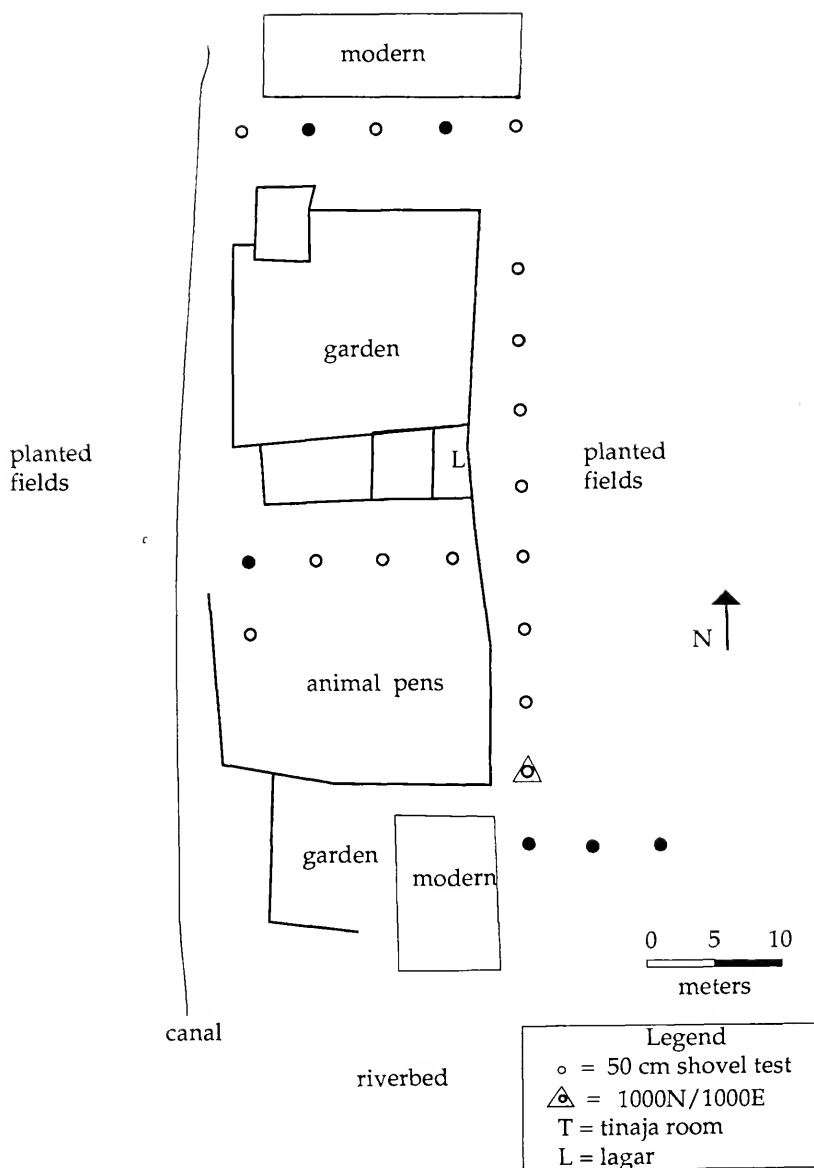 modern
garden
planted
fields
L
planted
fields
N
animal pens
garden
modern
0 5 10
meters
canal
riverbed
Legend
○ = 50 cm shovel test
= 1000N/1000E
T = tinaja room
L = lagar